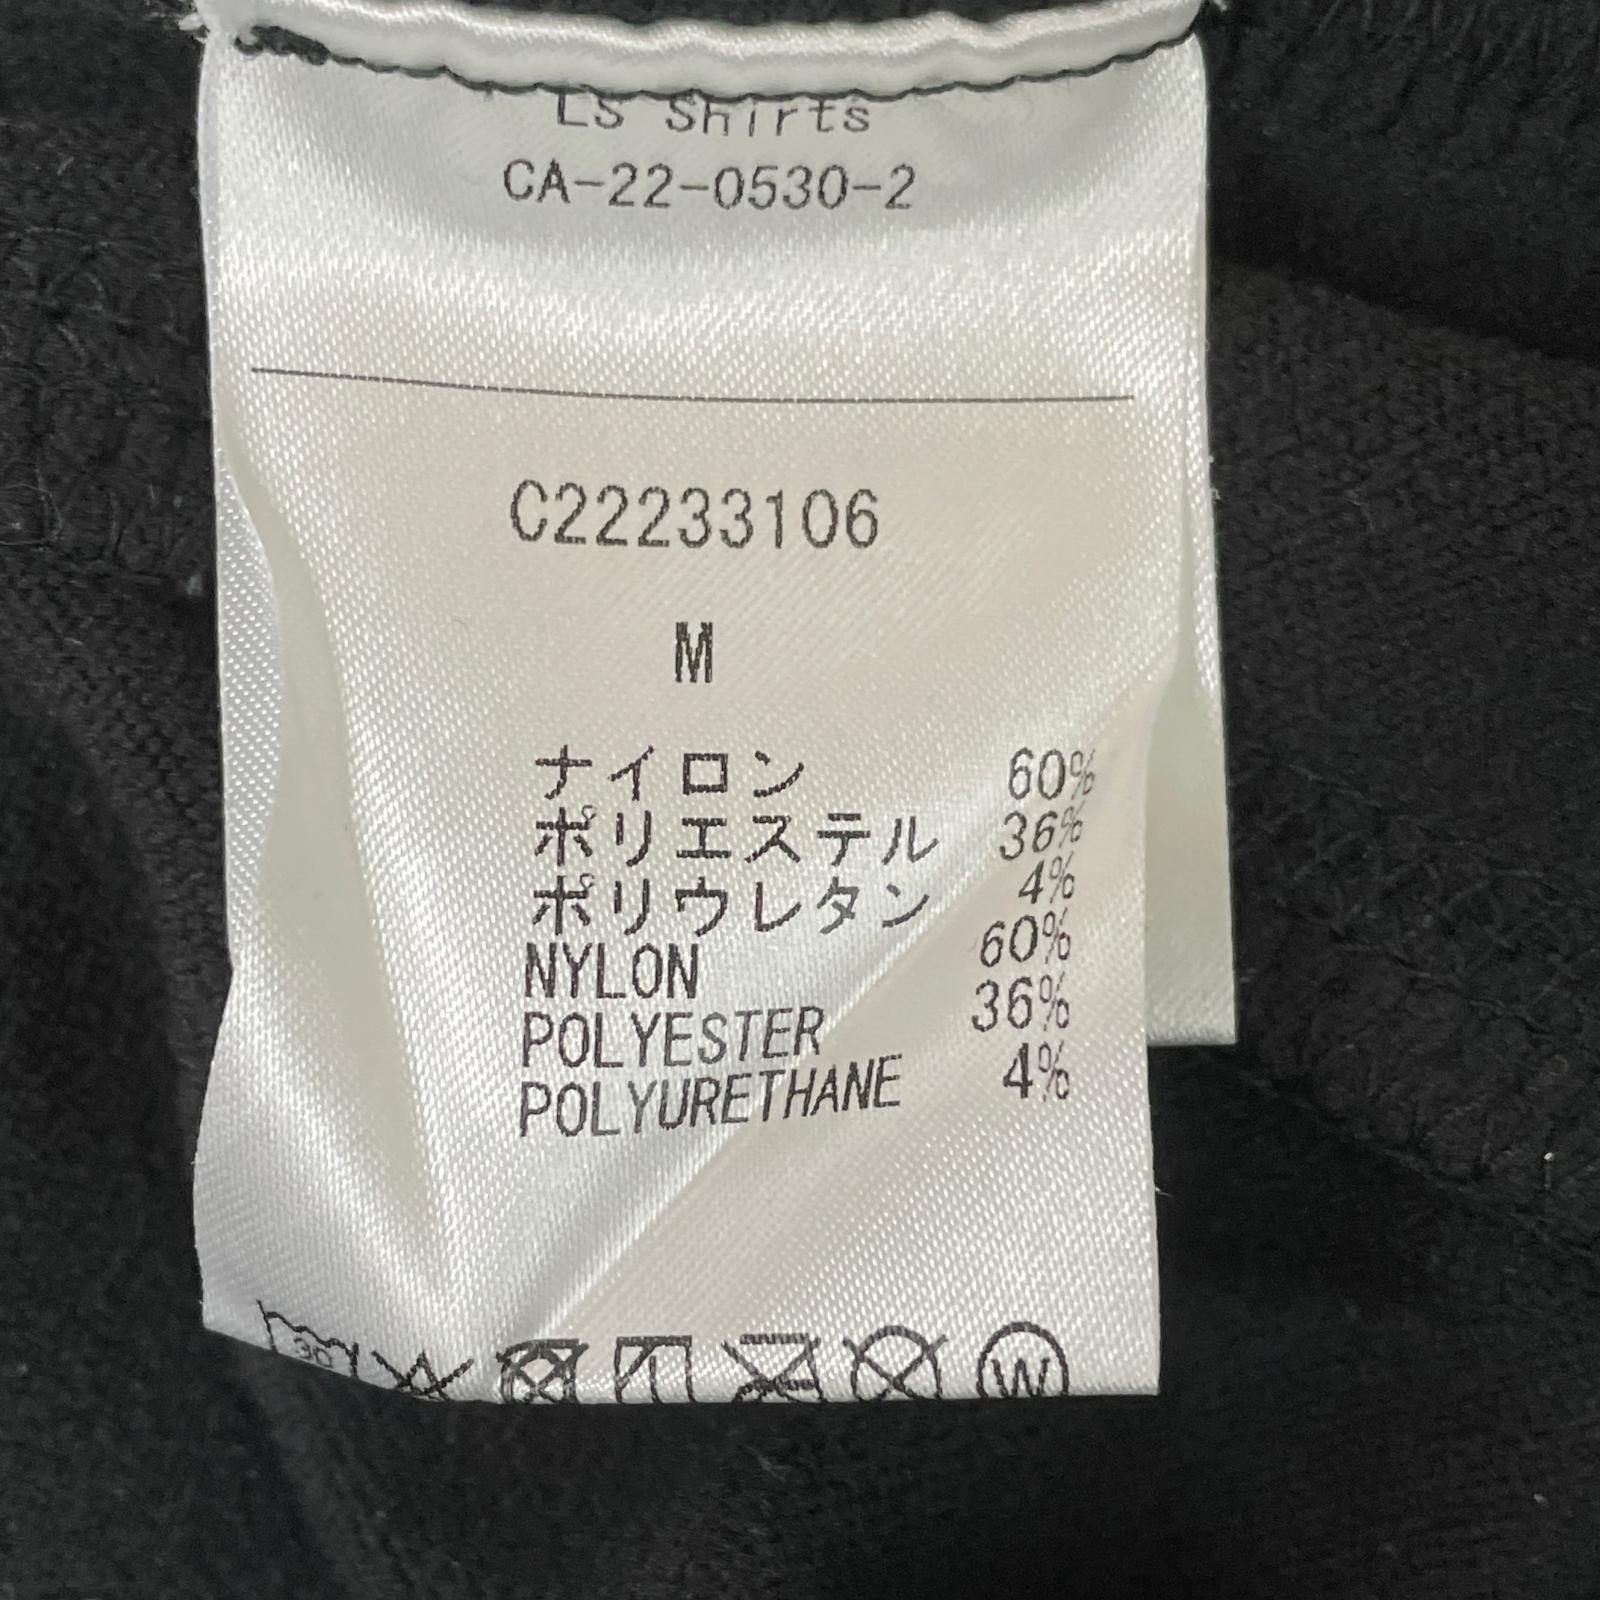 LS Shirts
CA-22-0530-2
C22233106
M
ナイロン 60%
ポリエステル 36%
ポリウレタン 4%
NYLON 60%
POLYESTER 36%
POLYURETHANE 4%
30
W